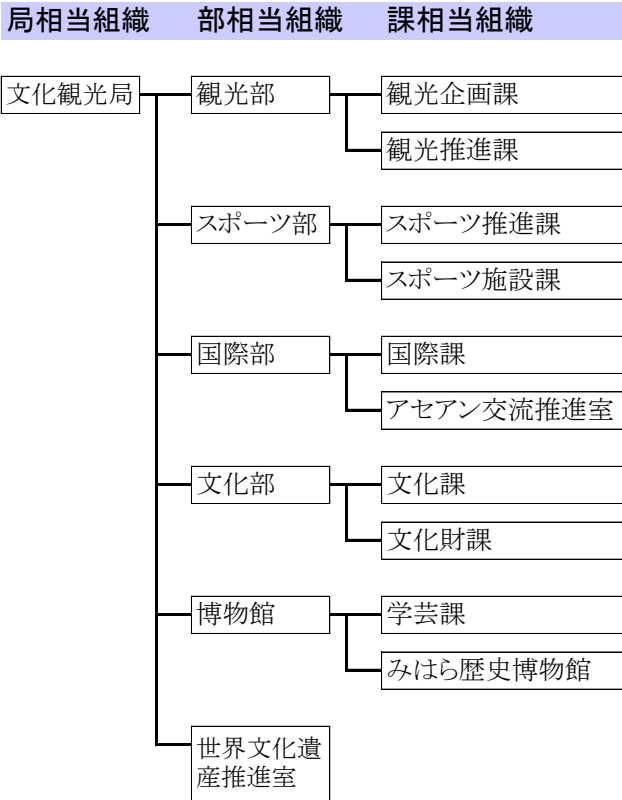 局相当組織 部相当組織 課相当組織
文化観光局 観光部 観光企画課
観光推進課
スポーツ部 スポーツ推進課
スポーツ施設課
国際部 国際課
アセアン交流推進室
文化部 文化課
文化財課
博物館 学芸課
みはら歴史博物館
世界文化遺
産推進室